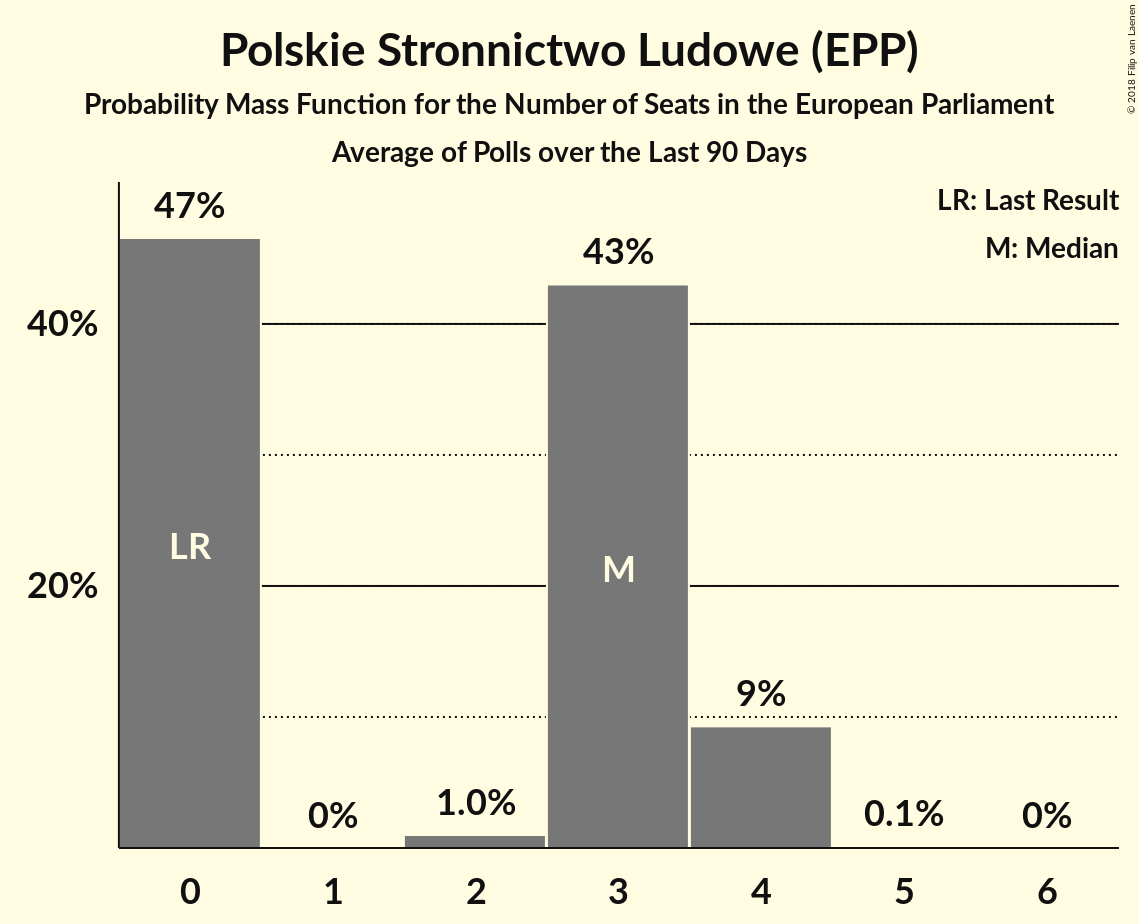 Polskie Stronnictwo Ludowe (EPP)
Probability Mass Function for the Number of Seats in the European Parliament
Average of Polls over the Last 90 Days
© 2018 Filip van Laenen
LR: Last Result
M: Median
47%
43%
40%
LR
M
20%
9%
0%
1.0%
0.1%
0%
0 1 2 3 4 5 6